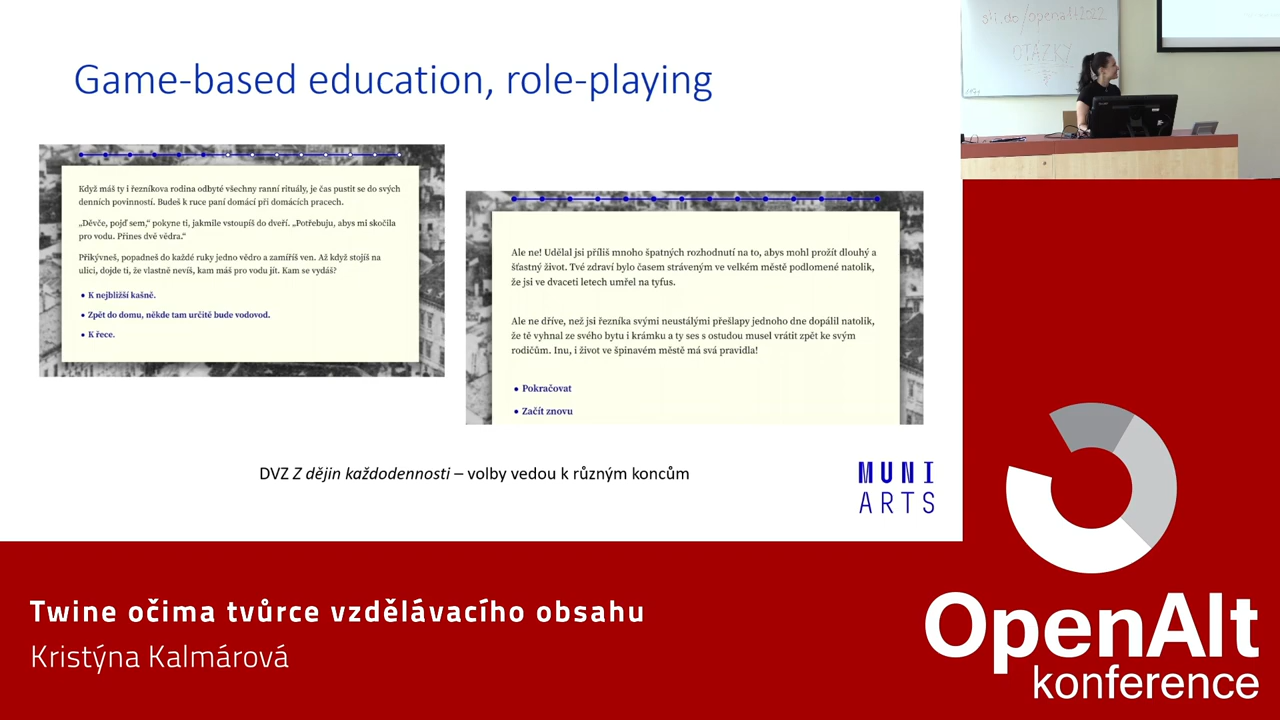 Game-based education, role-playing
Když máš ty i řezníkova rodina odbyté všechny ranní rituály, je čas pustit se do svých
denních povinností. Budeš k ruce paní domácí při domácích pracech.
„Děvče, pojď sem,“ pokyne ti, jakmile vstoupíš do dveří. „Potřebuju, abys mi skočila
pro vodu. Přines dvě vědra.“
Přikývneš, popadneš do každé ruky jedno vědro a zamíříš ven. Až když stojíš na
ulici, dojde ti, že vlastně nevíš, kam máš pro vodu jít. Kam se vydáš?
• K nejbližší kašně.
• Zpět do domu, někde tam určitě bude vodovod.
• K řece.
Ale ne! Udělal jsi příliš mnoho špatných rozhodnutí na to, abys mohl prožít dlouhý a
šťastný život. Tvé zdraví bylo časem stráveným ve velkém městě podlomené natolik,
že jsi ve dvaceti letech umřel na tyfus.
Ale ne dříve, než jsi řezníka svými neustálými přešlapy jednoho dne dopálil natolik,
že tě vyhnal ze svého bytu i krámku a ty ses s ostudou musel vrátit zpět ke svým
rodičům. Inu, i život ve špinavém městě má svá pravidla!
• Pokračovat
• Začít znovu
DVZ Z dějin každodennosti – volby vedou k různým koncům
MUNI
ARTS
sli.do/openalt2022
OTÁZKY
Twine očima tvůrce vzdělávacího obsahu
Kristýna Kalmárová
OpenAlt
konference